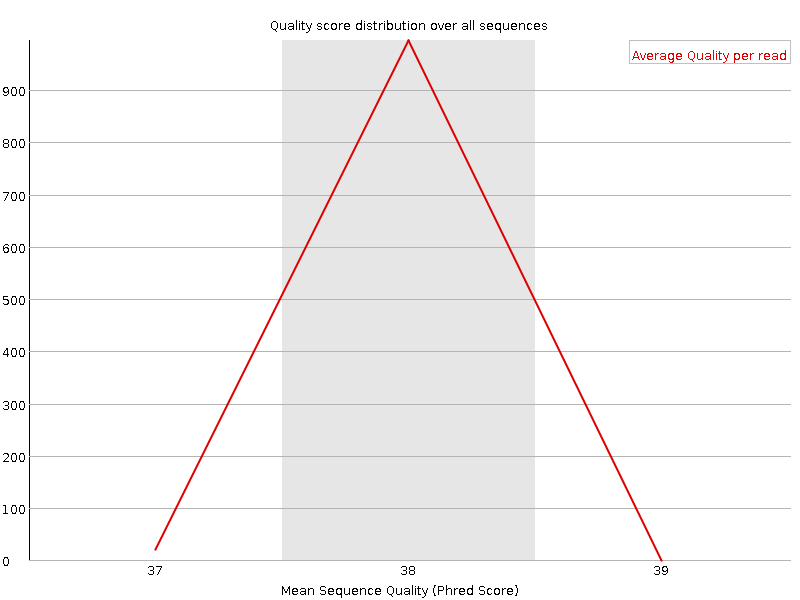 Quality score distribution over all sequences
Average Quality per read
900
800
700
600
500
400
300
200
100
0
37 38 39
Mean Sequence Quality (Phred Score)